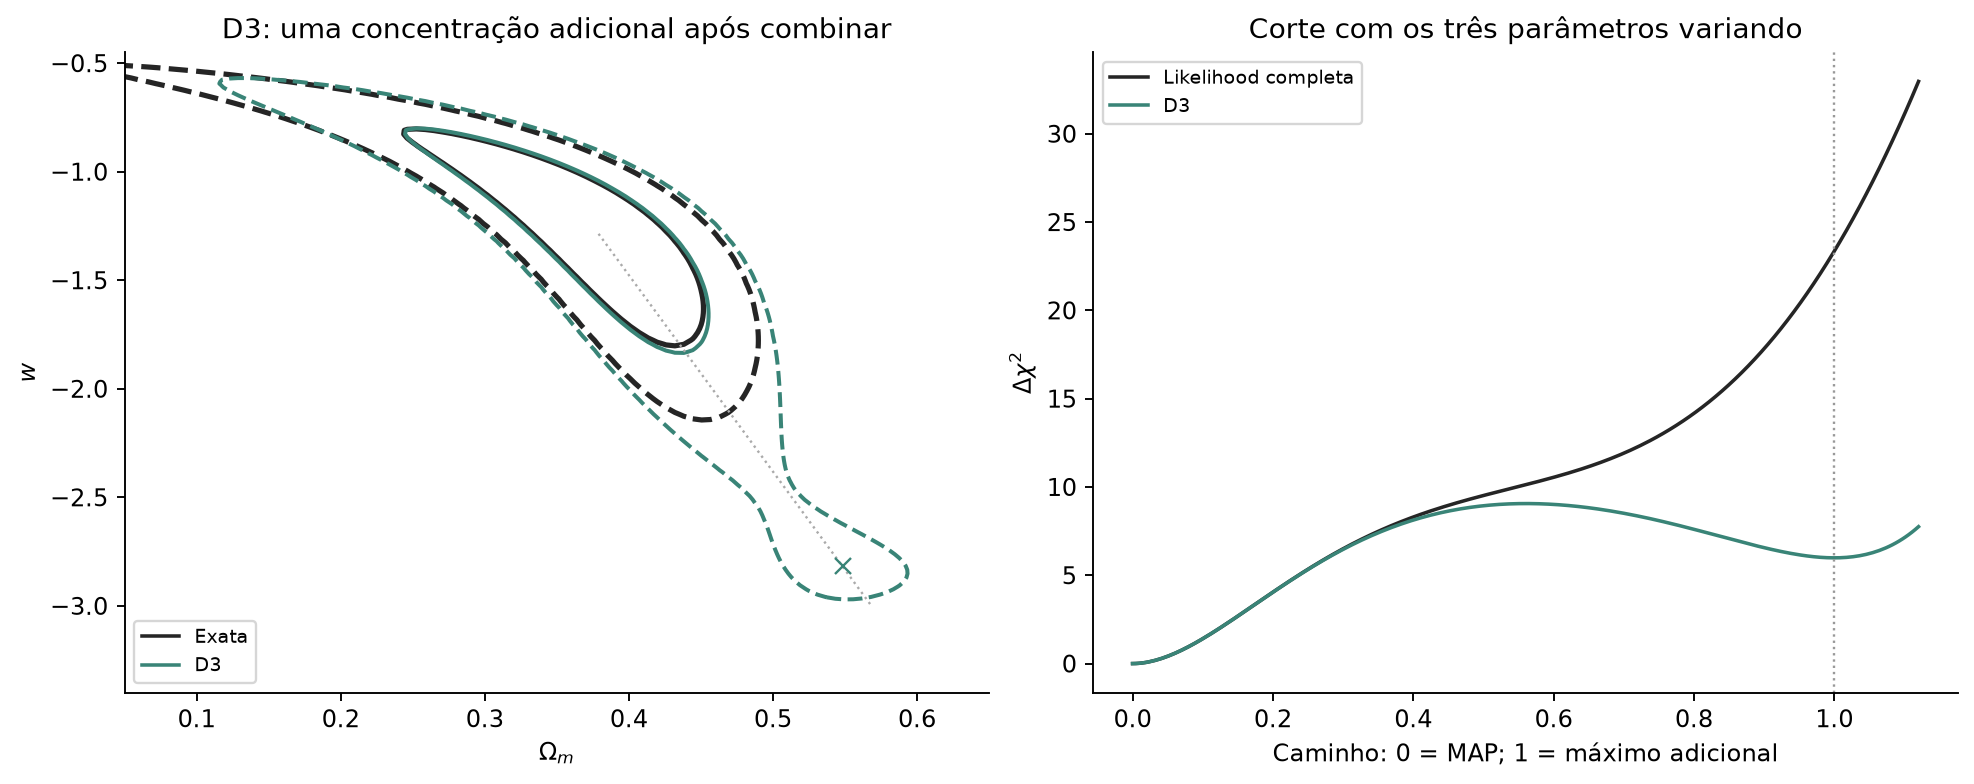 D3: uma concentração adicional após combinar
−0.5
−1.0
−1.5
−2.0
−2.5
−3.0
w
Exata
D3
0.1 0.2 0.3 0.4 0.5 0.6
Ωm
Corte com os três parâmetros variando
Likelihood completa
D3
30
25
20
15
10
5
0
Δχ²
0.0 0.2 0.4 0.6 0.8 1.0
Caminho: 0 = MAP; 1 = máximo adicional